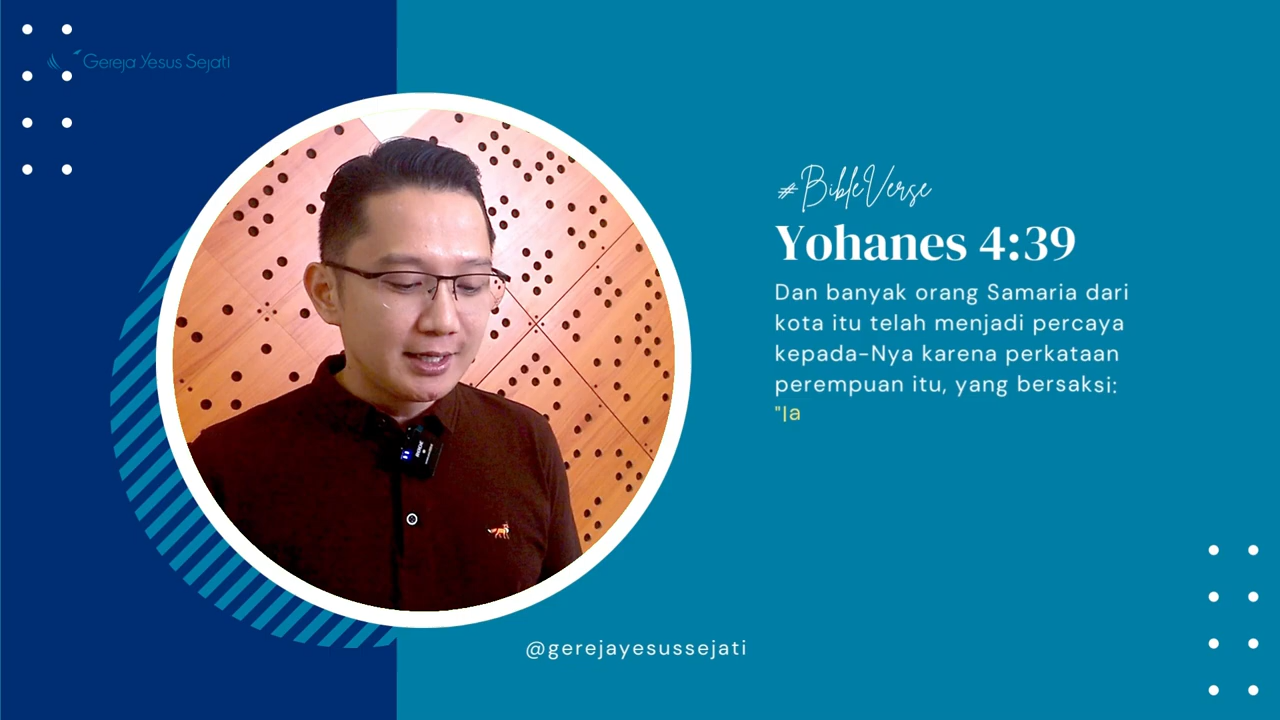 Gereja Yesus Sejati
#BibleVerse
Yohanes 4:39
Dan banyak orang Samaria dari
kota itu telah menjadi percaya
kepada-Nya karena perkataan
perempuan itu, yang bersaksi:
"Ia
@gerejayesussejati